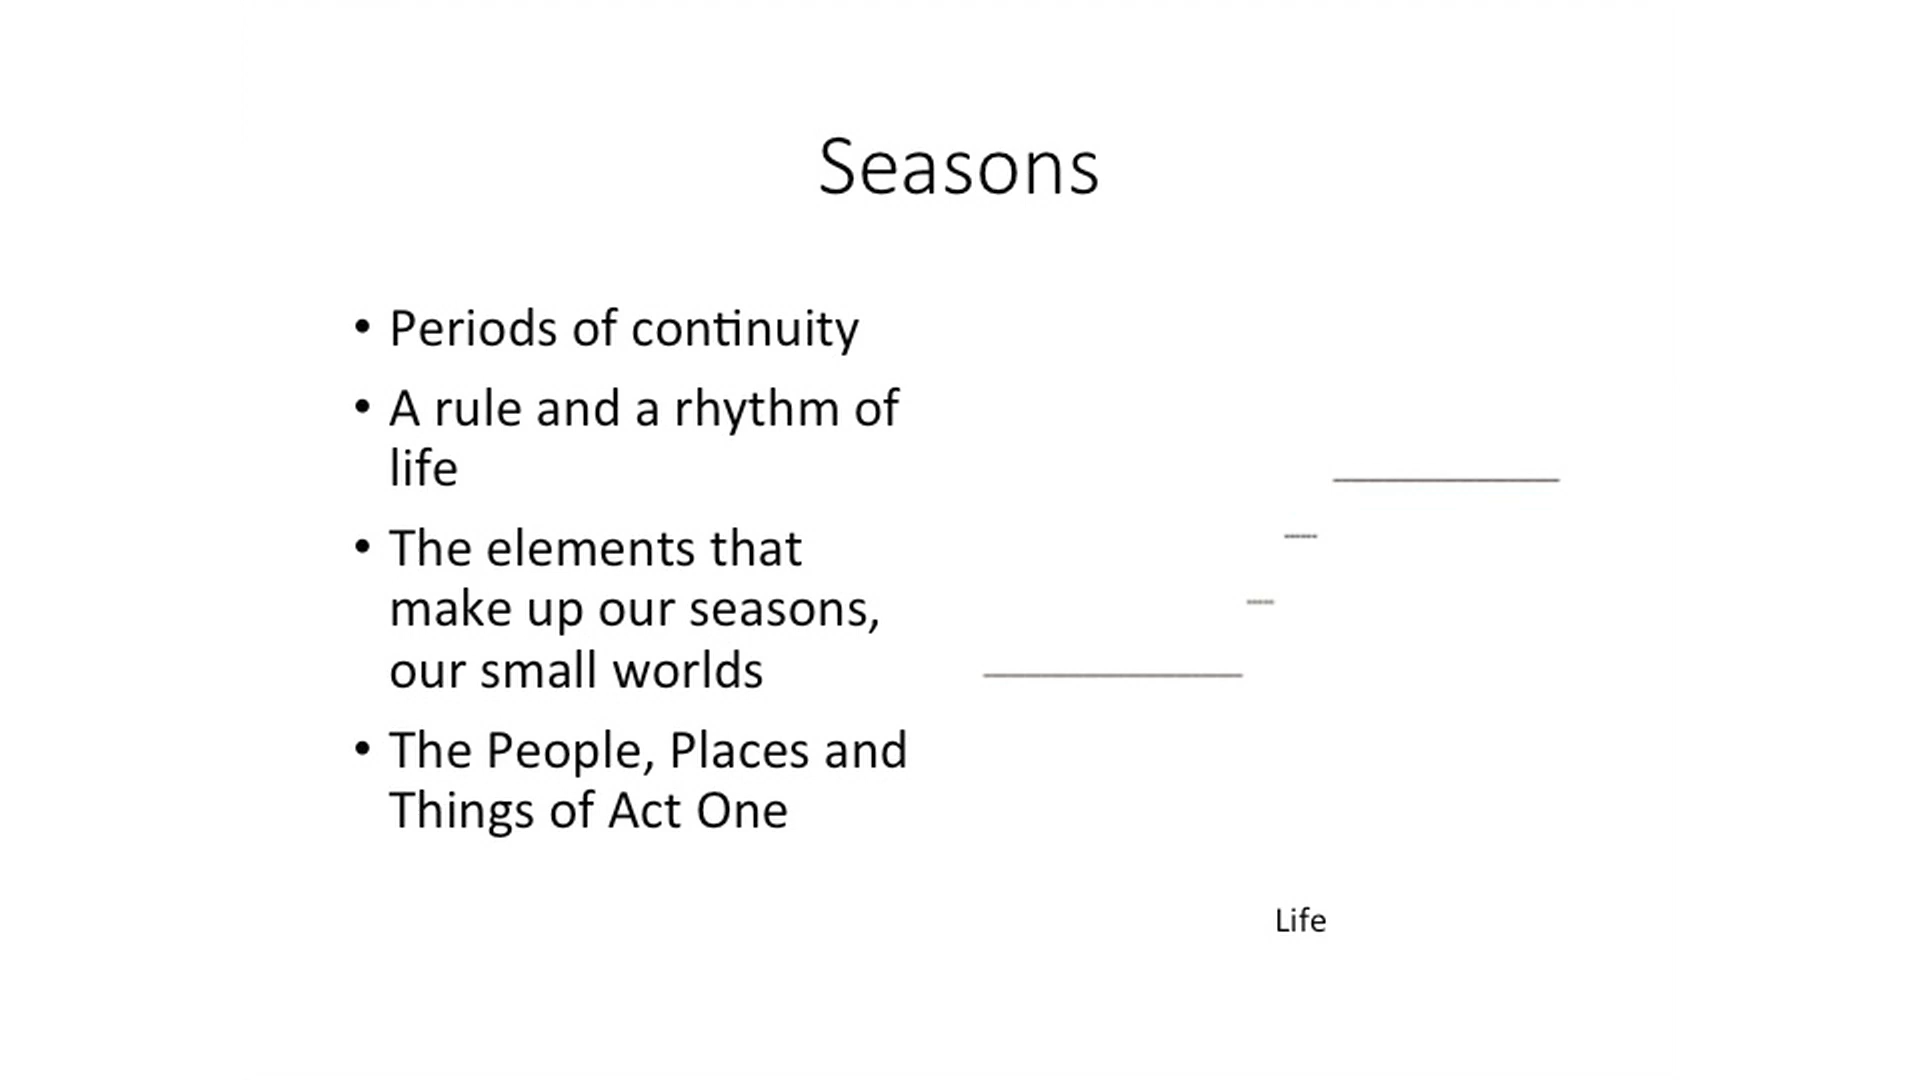 Seasons
• Periods of continuity
• A rule and a rhythm of
life
• The elements that
make up our seasons,
our small worlds
• The People, Places and
Things of Act One
Life